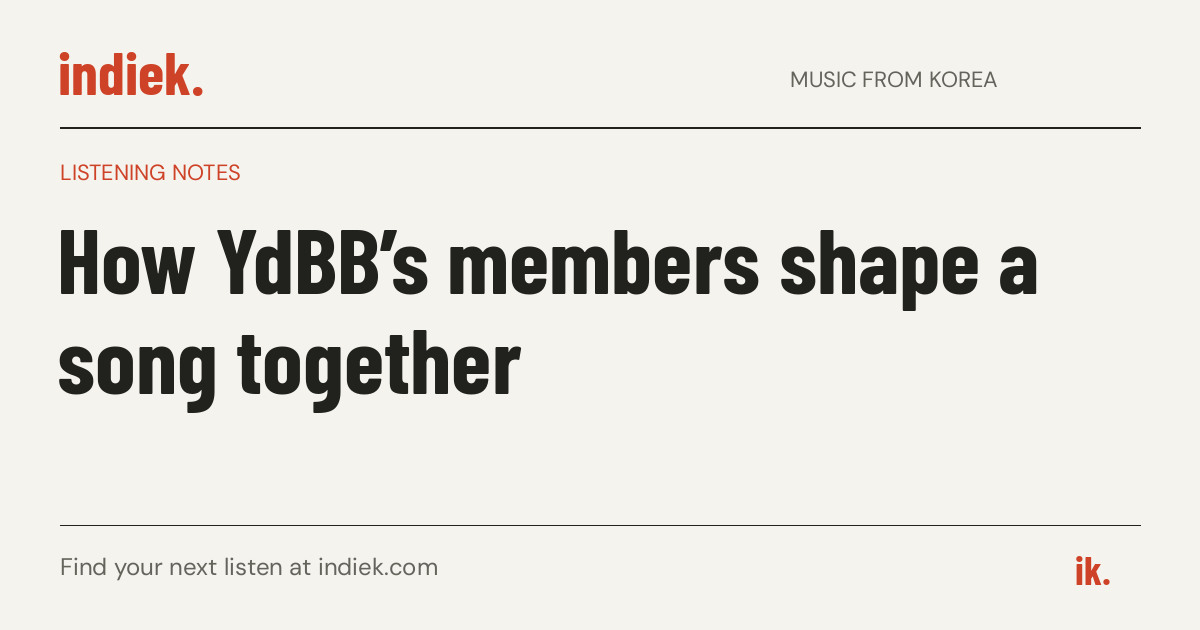 indiek.
MUSIC FROM KOREA
LISTENING NOTES
How YdBB’s members shape a
song together
Find your next listen at indiek.com
ik.